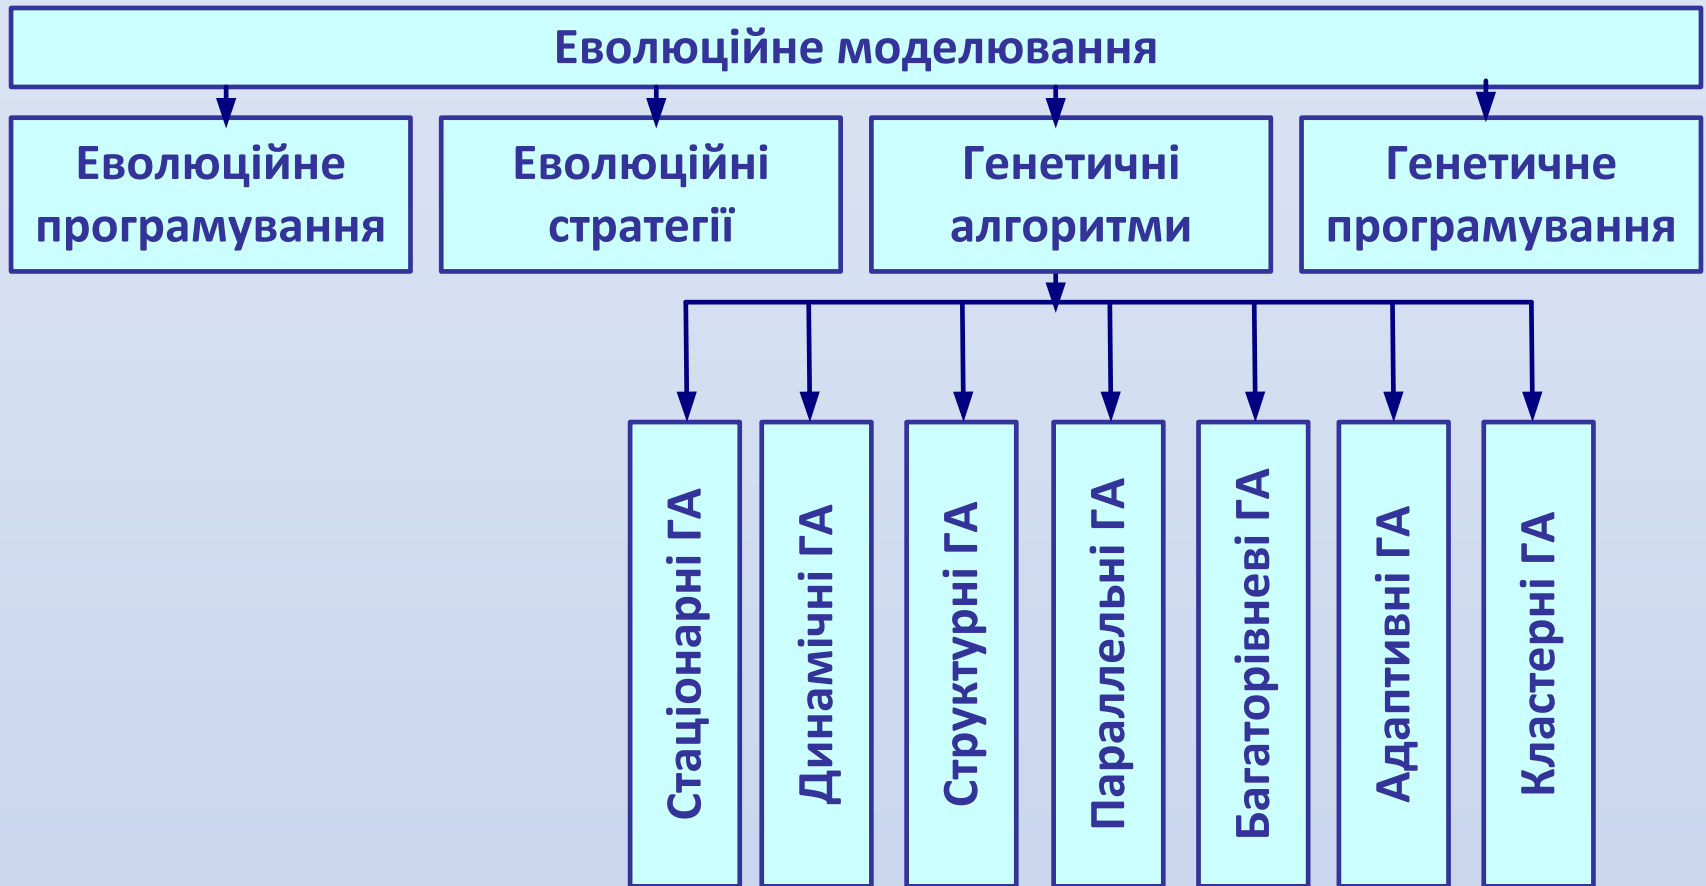 Еволюційне моделювання
Еволюційне
програмування
Еволюційні
стратегії
Генетичні
алгоритми
Генетичне
програмування
Стаціонарні ГА
Динамічні ГА
Структурні ГА
Параллельні ГА
Багаторівневі ГА
Адаптивні ГА
Кластерні ГА